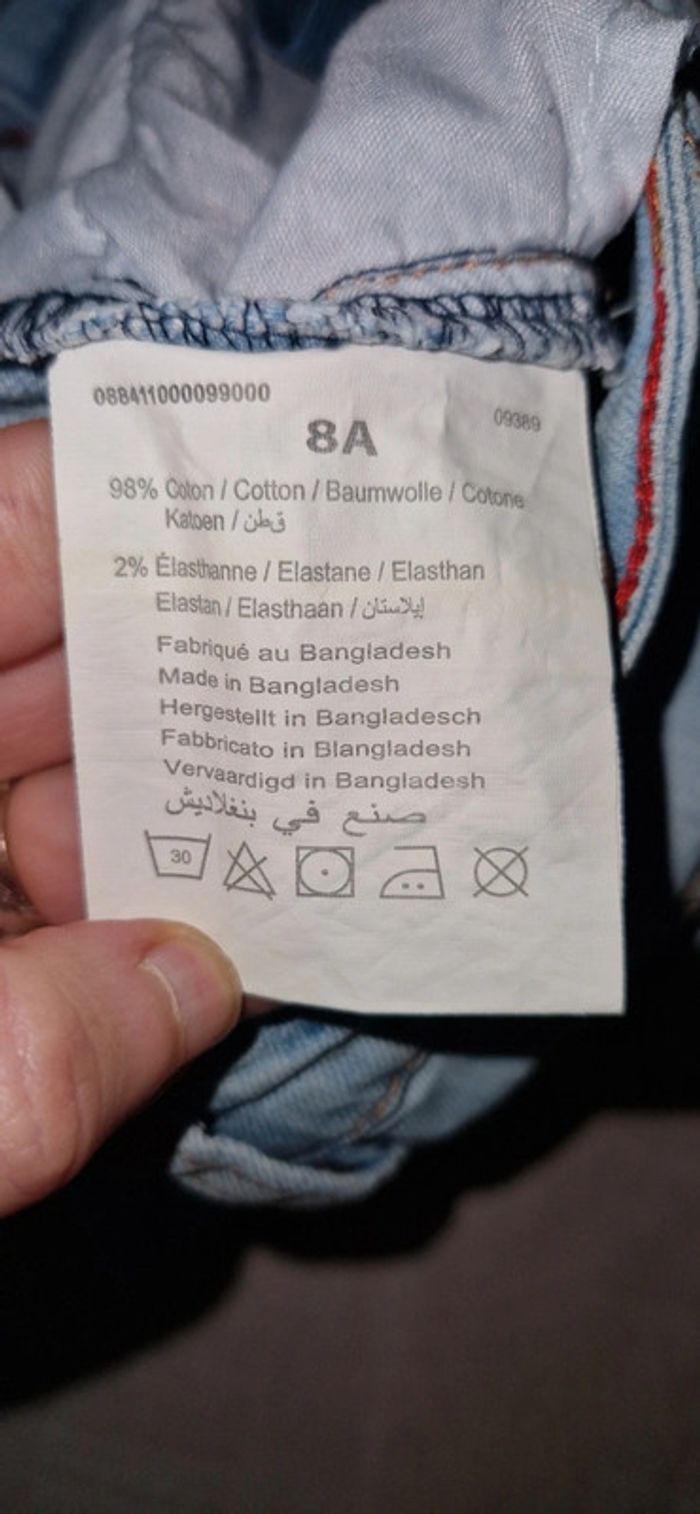 088411000099000
09389
8A
98% Coton / Cotton / Baumwolle / Cotone
Katoen / قطن
2% Élasthanne / Elastane / Elasthan
Elastan / Elasthaan / إيلاستان
Fabriqué au Bangladesh
Made in Bangladesh
Hergestellt in Bangladesch
Fabbricato in Blangladesh
Vervaardigd in Bangladesh
صنع في بنغلاديش
30